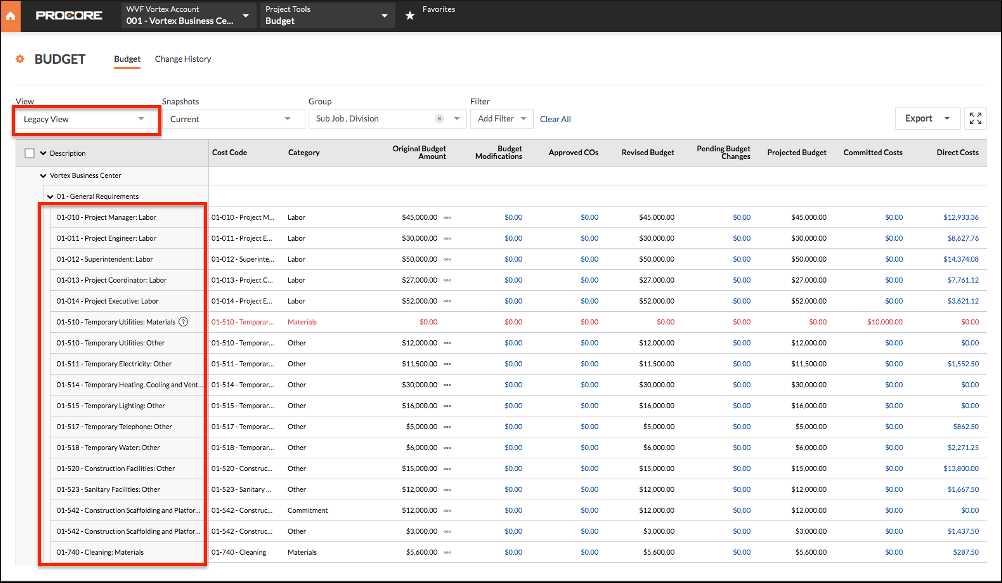 PROCORE
WVF Vortex Account
001 - Vortex Business Ce...
Project Tools
Budget
Favorites
BUDGET
Budget
Change History
View
Snapshots
Group
Filter
Legacy View
Current
Sub Job , Division
Add Filter
Clear All
Export
Description Cost Code Category Original Budget Amount Budget Modifications Approved COs Revised Budget Pending Budget Changes Projected Budget Committed Costs Direct Costs
Vortex Business Center
01 - General Requirements
01-010 - Project Manager: Labor 01-010 - Project M... Labor $45,000.00 $0.00 $0.00 $45,000.00 $0.00 $45,000.00 $0.00 $12,933.36
01-011 - Project Engineer: Labor 01-011 - Project E... Labor $30,000.00 $0.00 $0.00 $30,000.00 $0.00 $30,000.00 $0.00 $8,627.76
01-012 - Superintendent: Labor 01-012 - Superinte... Labor $50,000.00 $0.00 $0.00 $50,000.00 $0.00 $50,000.00 $0.00 $14,374.08
01-013 - Project Coordinator: Labor 01-013 - Project C... Labor $27,000.00 $0.00 $0.00 $27,000.00 $0.00 $27,000.00 $0.00 $7,761.12
01-014 - Project Executive: Labor 01-014 - Project E... Labor $52,000.00 $0.00 $0.00 $52,000.00 $0.00 $52,000.00 $0.00 $3,621.12
01-510 - Temporary Utilities: Materials ? 01-510 - Temporar... Materials $0.00 $0.00 $0.00 $0.00 $0.00 $0.00 $10,000.00 $0.00
01-510 - Temporary Utilities: Other 01-510 - Temporar... Other $12,000.00 $0.00 $0.00 $12,000.00 $0.00 $12,000.00 $0.00 $0.00
01-511 - Temporary Electricity: Other 01-511 - Temporar... Other $11,500.00 $0.00 $0.00 $11,500.00 $0.00 $11,500.00 $0.00 $1,552.50
01-514 - Temporary Heating, Cooling and Vent... 01-514 - Temporar... Other $30,000.00 $0.00 $0.00 $30,000.00 $0.00 $30,000.00 $0.00 $0.00
01-515 - Temporary Lighting: Other 01-515 - Temporar... Other $16,000.00 $0.00 $0.00 $16,000.00 $0.00 $16,000.00 $0.00 $0.00
01-517 - Temporary Telephone: Other 01-517 - Temporar... Other $5,000.00 $0.00 $0.00 $5,000.00 $0.00 $5,000.00 $0.00 $862.50
01-518 - Temporary Water: Other 01-518 - Temporar... Other $6,000.00 $0.00 $0.00 $6,000.00 $0.00 $6,000.00 $0.00 $2,271.25
01-520 - Construction Facilities: Other 01-520 - Construc... Other $15,000.00 $0.00 $0.00 $15,000.00 $0.00 $15,000.00 $0.00 $13,800.00
01-523 - Sanitary Facilities: Other 01-523 - Sanitary ... Other $12,000.00 $0.00 $0.00 $12,000.00 $0.00 $12,000.00 $0.00 $1,667.50
01-542 - Construction Scaffolding and Platfor... 01-542 - Construc... Commitment $12,000.00 $0.00 $0.00 $12,000.00 $0.00 $12,000.00 $0.00 $0.00
01-542 - Construction Scaffolding and Platfor... 01-542 - Construc... Other $3,000.00 $0.00 $0.00 $3,000.00 $0.00 $3,000.00 $0.00 $1,437.50
01-740 - Cleaning: Materials 01-740 - Cleaning Materials $5,600.00 $0.00 $0.00 $5,600.00 $0.00 $5,600.00 $0.00 $287.50